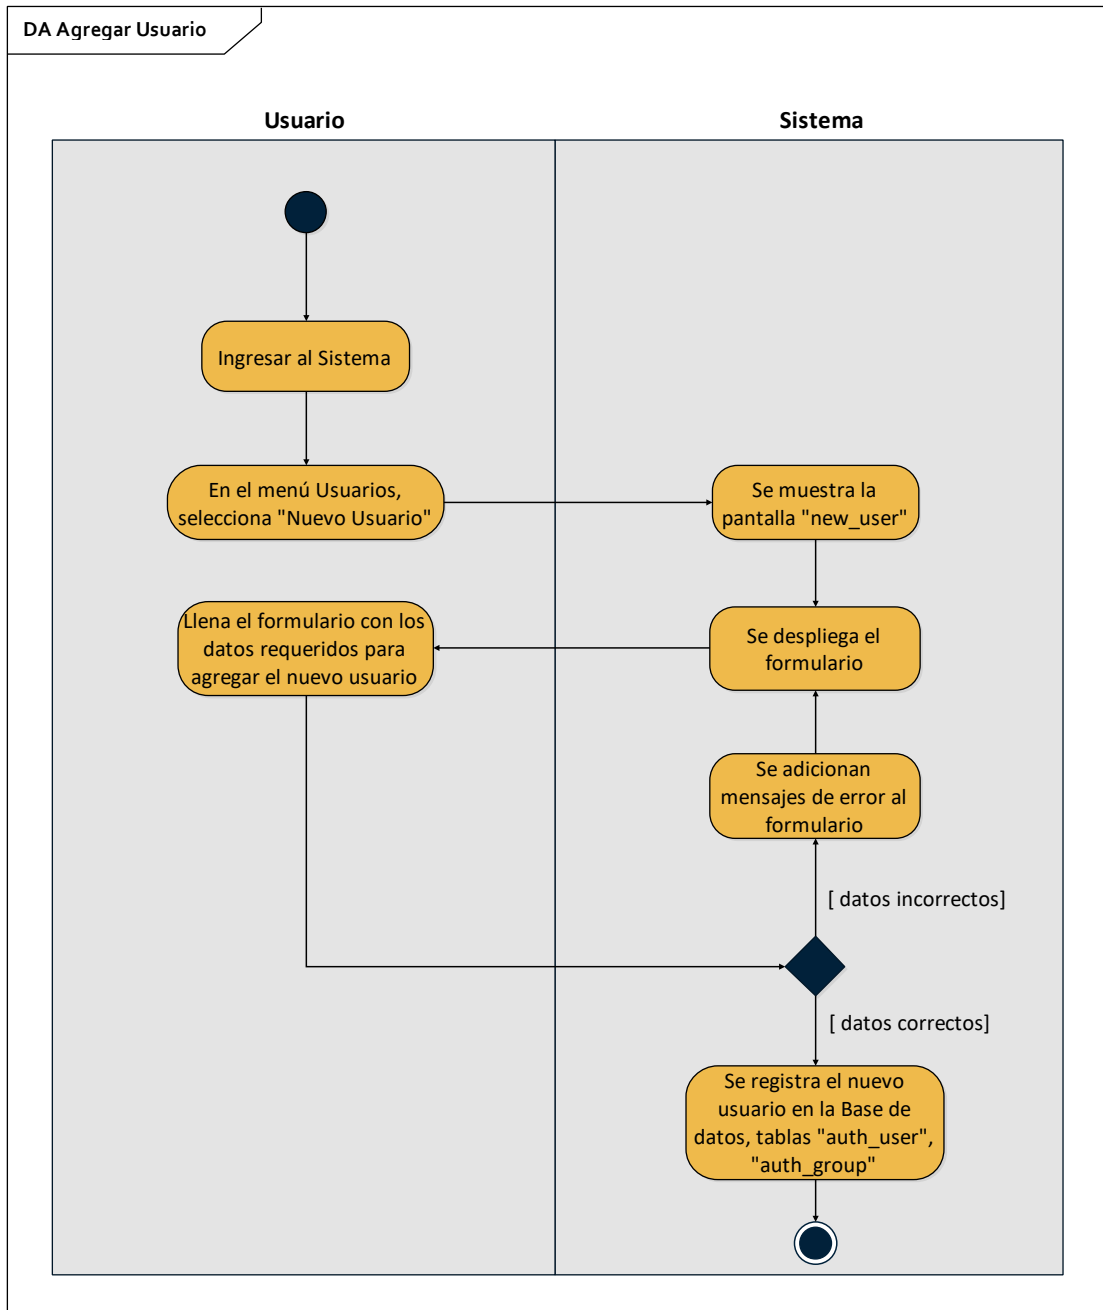 DA Agregar Usuario
Usuario
Sistema
Ingresar al Sistema
En el menú Usuarios,
selecciona "Nuevo Usuario"
Se muestra la
pantalla "new_user"
Llena el formulario con los
datos requeridos para
agregar el nuevo usuario
Se despliega el
formulario
Se adicionan
mensajes de error al
formulario
[ datos incorrectos]
[ datos correctos]
Se registra el nuevo
usuario en la Base de
datos, tablas "auth_user",
"auth_group"